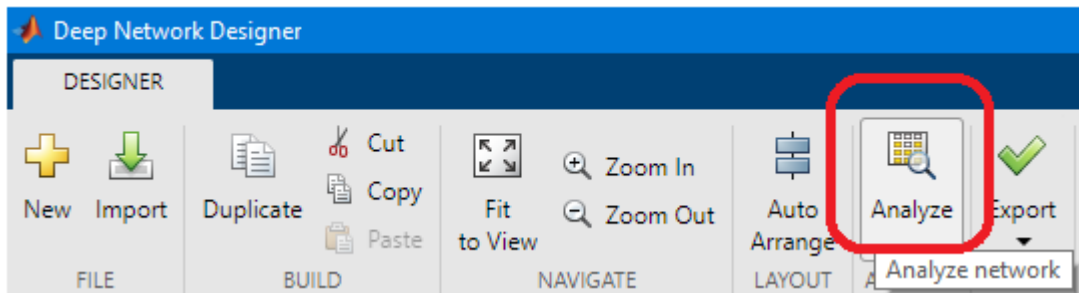 Deep Network Designer
DESIGNER
New
Import
Duplicate
Cut
Copy
Paste
Fit
to View
Zoom In
Zoom Out
Auto
Arrange
Analyze
Export
Analyze network
FILE
BUILD
NAVIGATE
LAYOUT